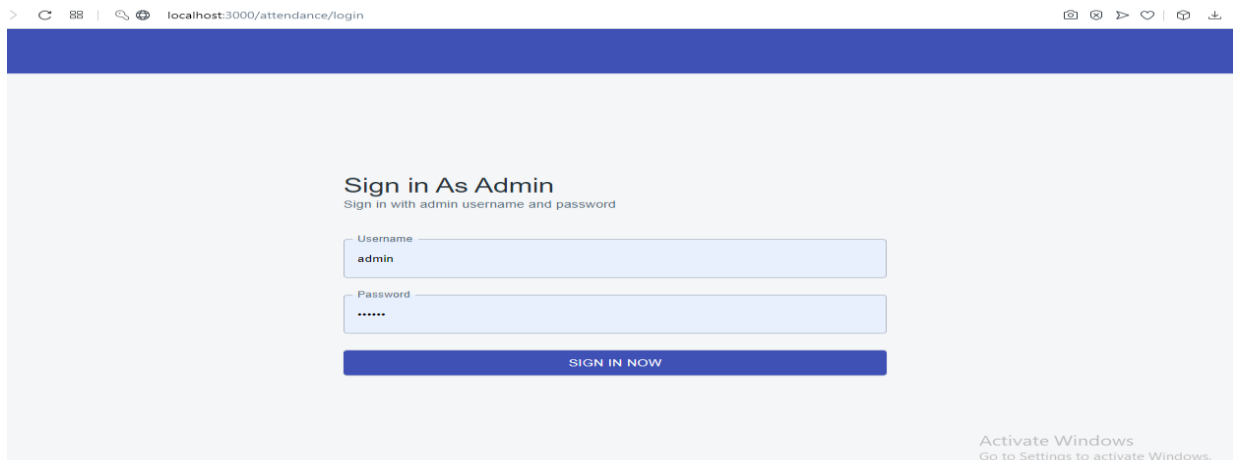 localhost:3000/attendance/login
Sign in As Admin
Sign in with admin username and password
Username
admin
Password
••••••
SIGN IN NOW
Activate Windows
Go to Settings to activate Windows.